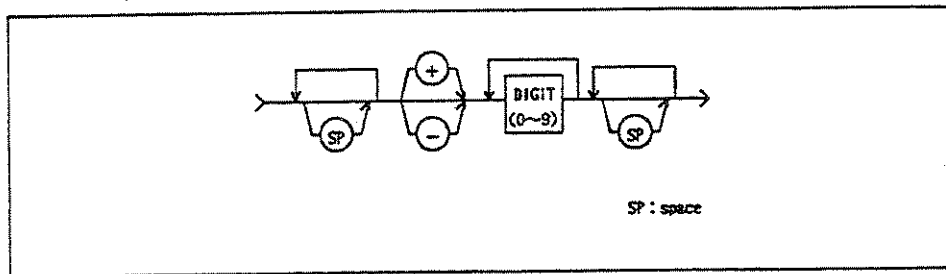 +
DIGIT
(0~9)
SP
−
SP
SP : space